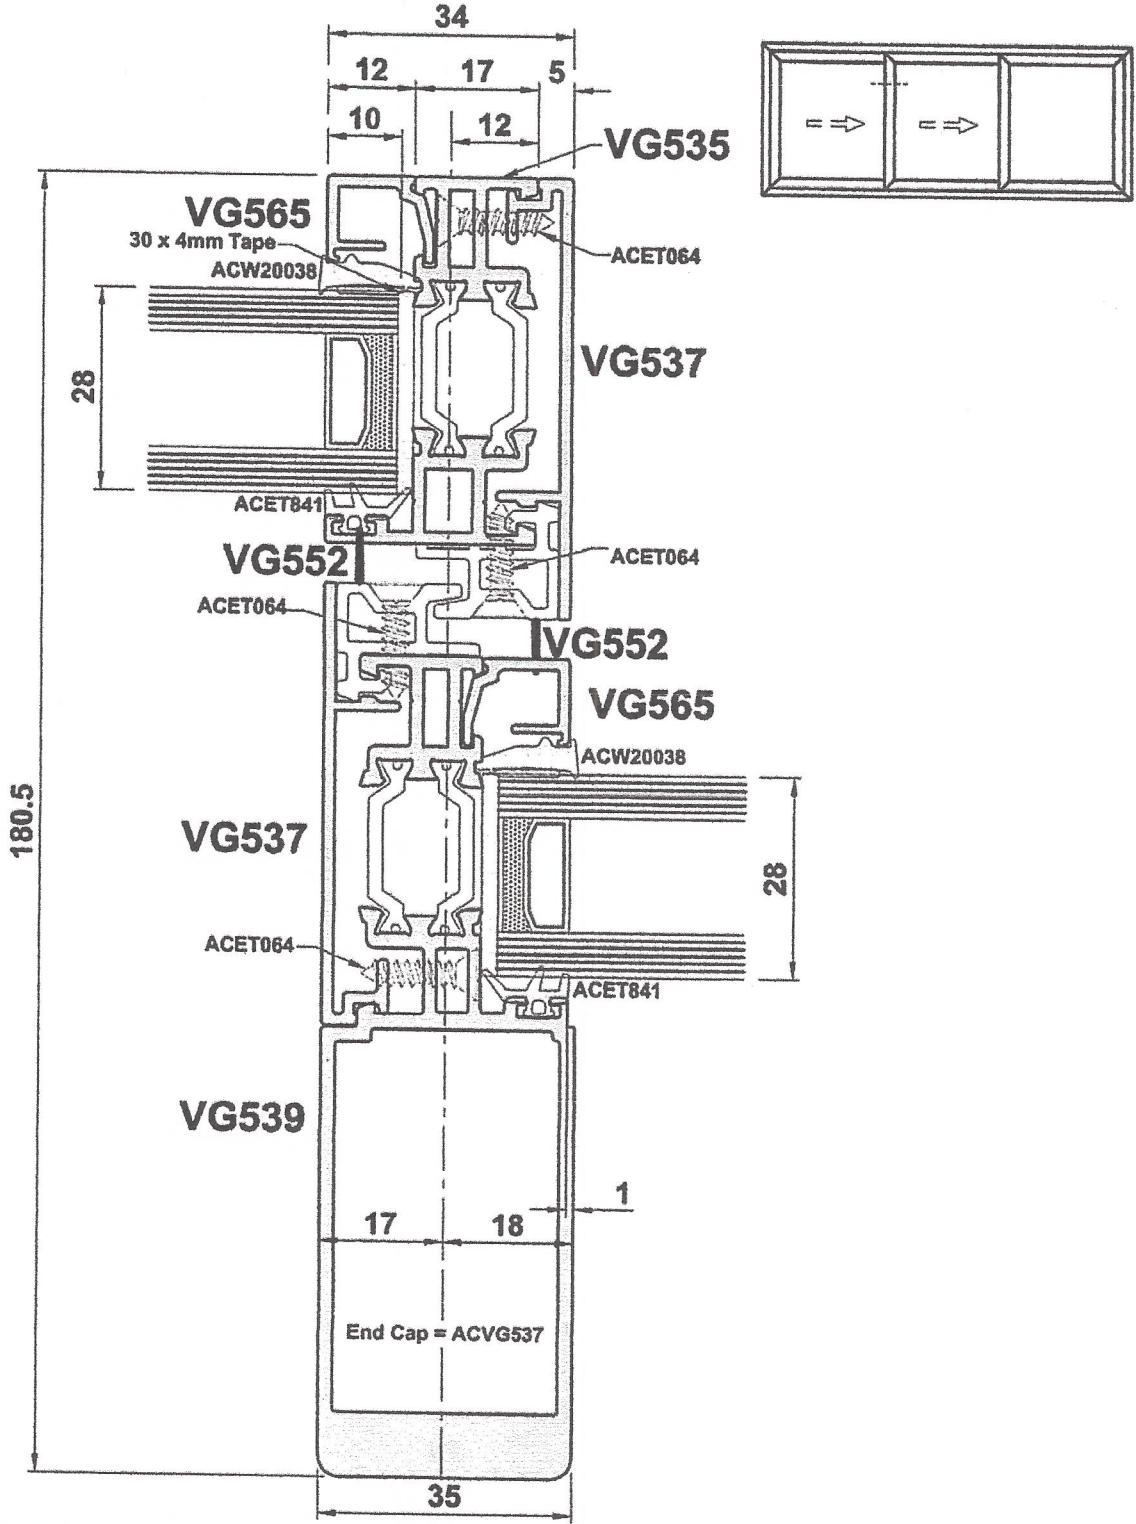 34
12 17 5
10 12
VG535
VG565
30 x 4mm Tape
ACW20038
ACET064
28
VG537
ACET841
VG552
ACET064
ACET064
VG552
VG565
ACW20038
180.5
VG537
28
ACET064
ACET841
VG539
1
17 18
End Cap = ACVG537
35